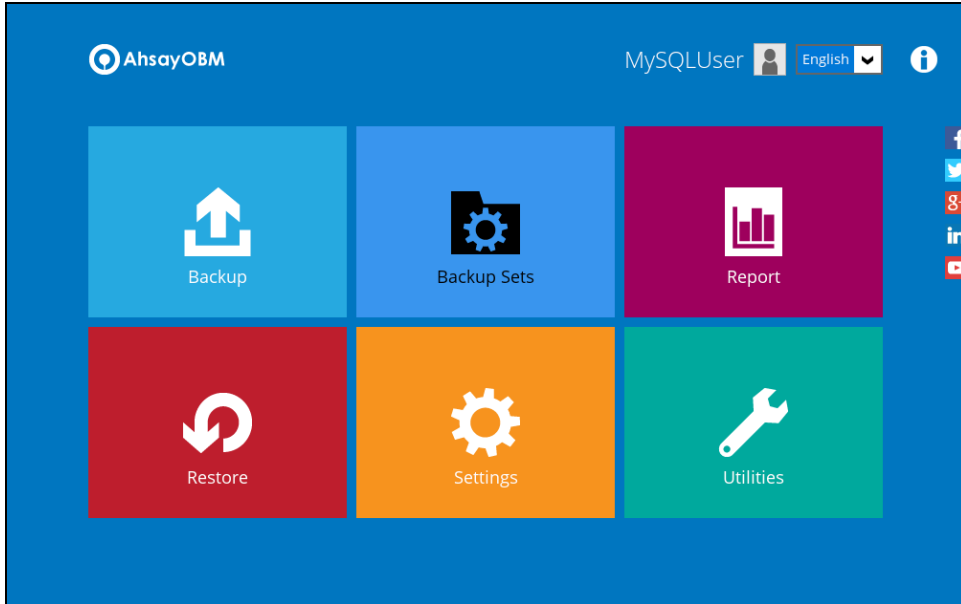 AhsayOBM
MySQLUser
English
Backup
Backup Sets
Report
Restore
Settings
Utilities